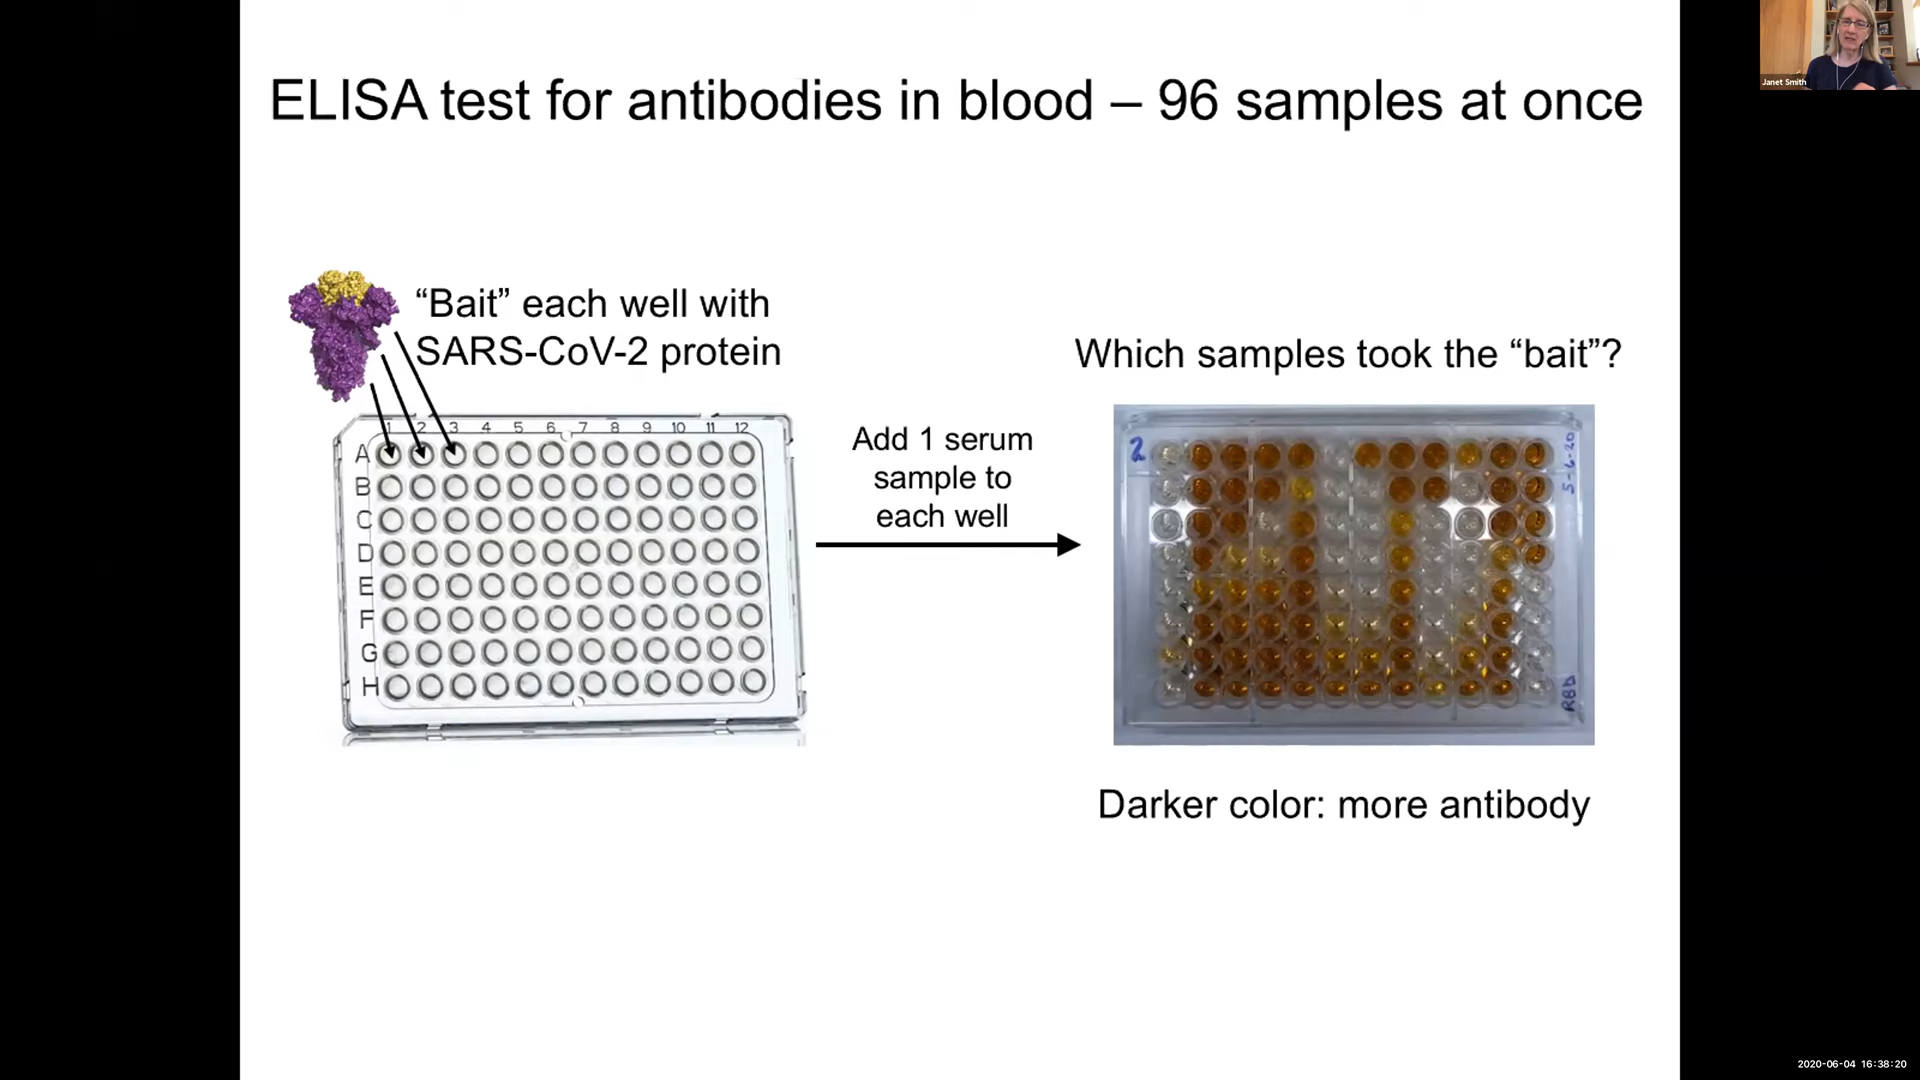 Janet Smith
ELISA test for antibodies in blood – 96 samples at once
“Bait” each well with
SARS-CoV-2 protein
1 2 3 4 5 6 7 8 9 10 11 12
A
B
C
D
E
F
G
H
Add 1 serum
sample to
each well
Which samples took the “bait”?
2
5-6-20
RBD
Darker color: more antibody
2020-06-04 16:38:20